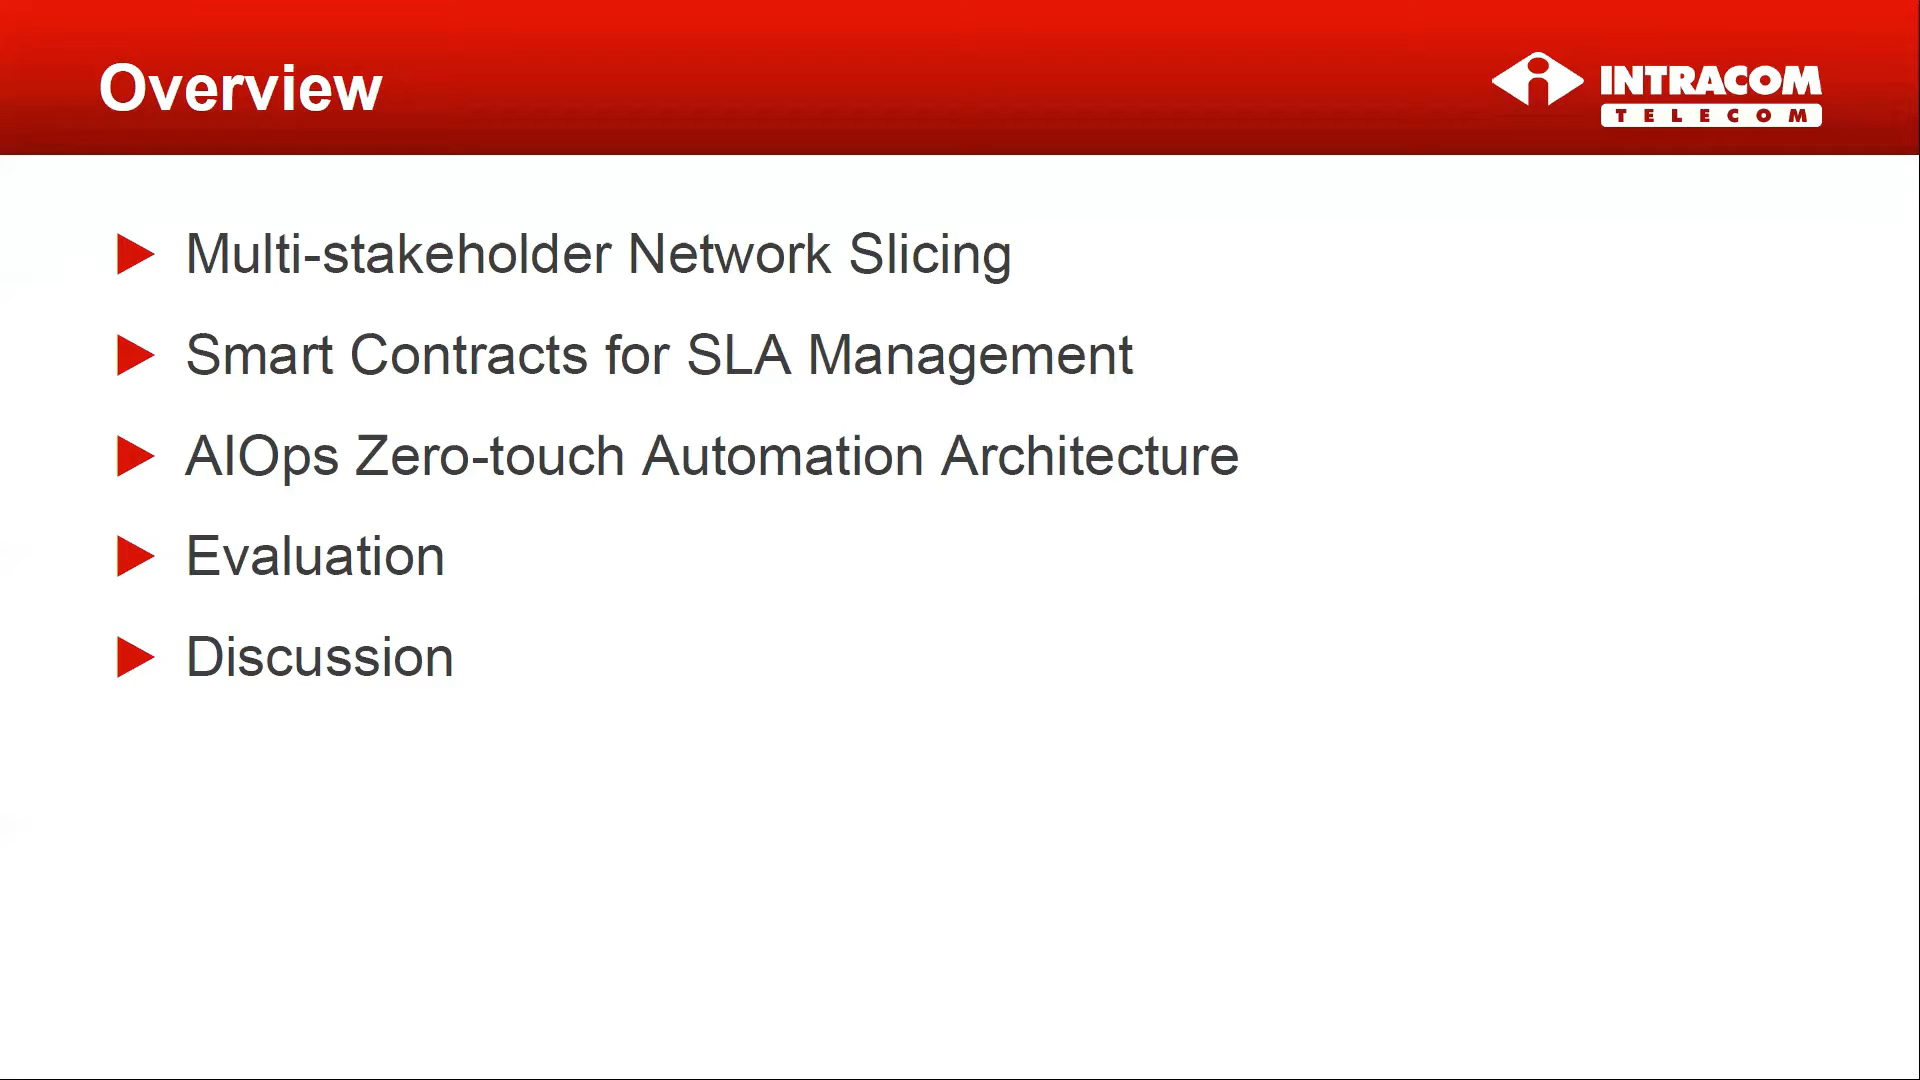 Overview
INTRACOM
TELECOM
Multi-stakeholder Network Slicing
Smart Contracts for SLA Management
AIOps Zero-touch Automation Architecture
Evaluation
Discussion